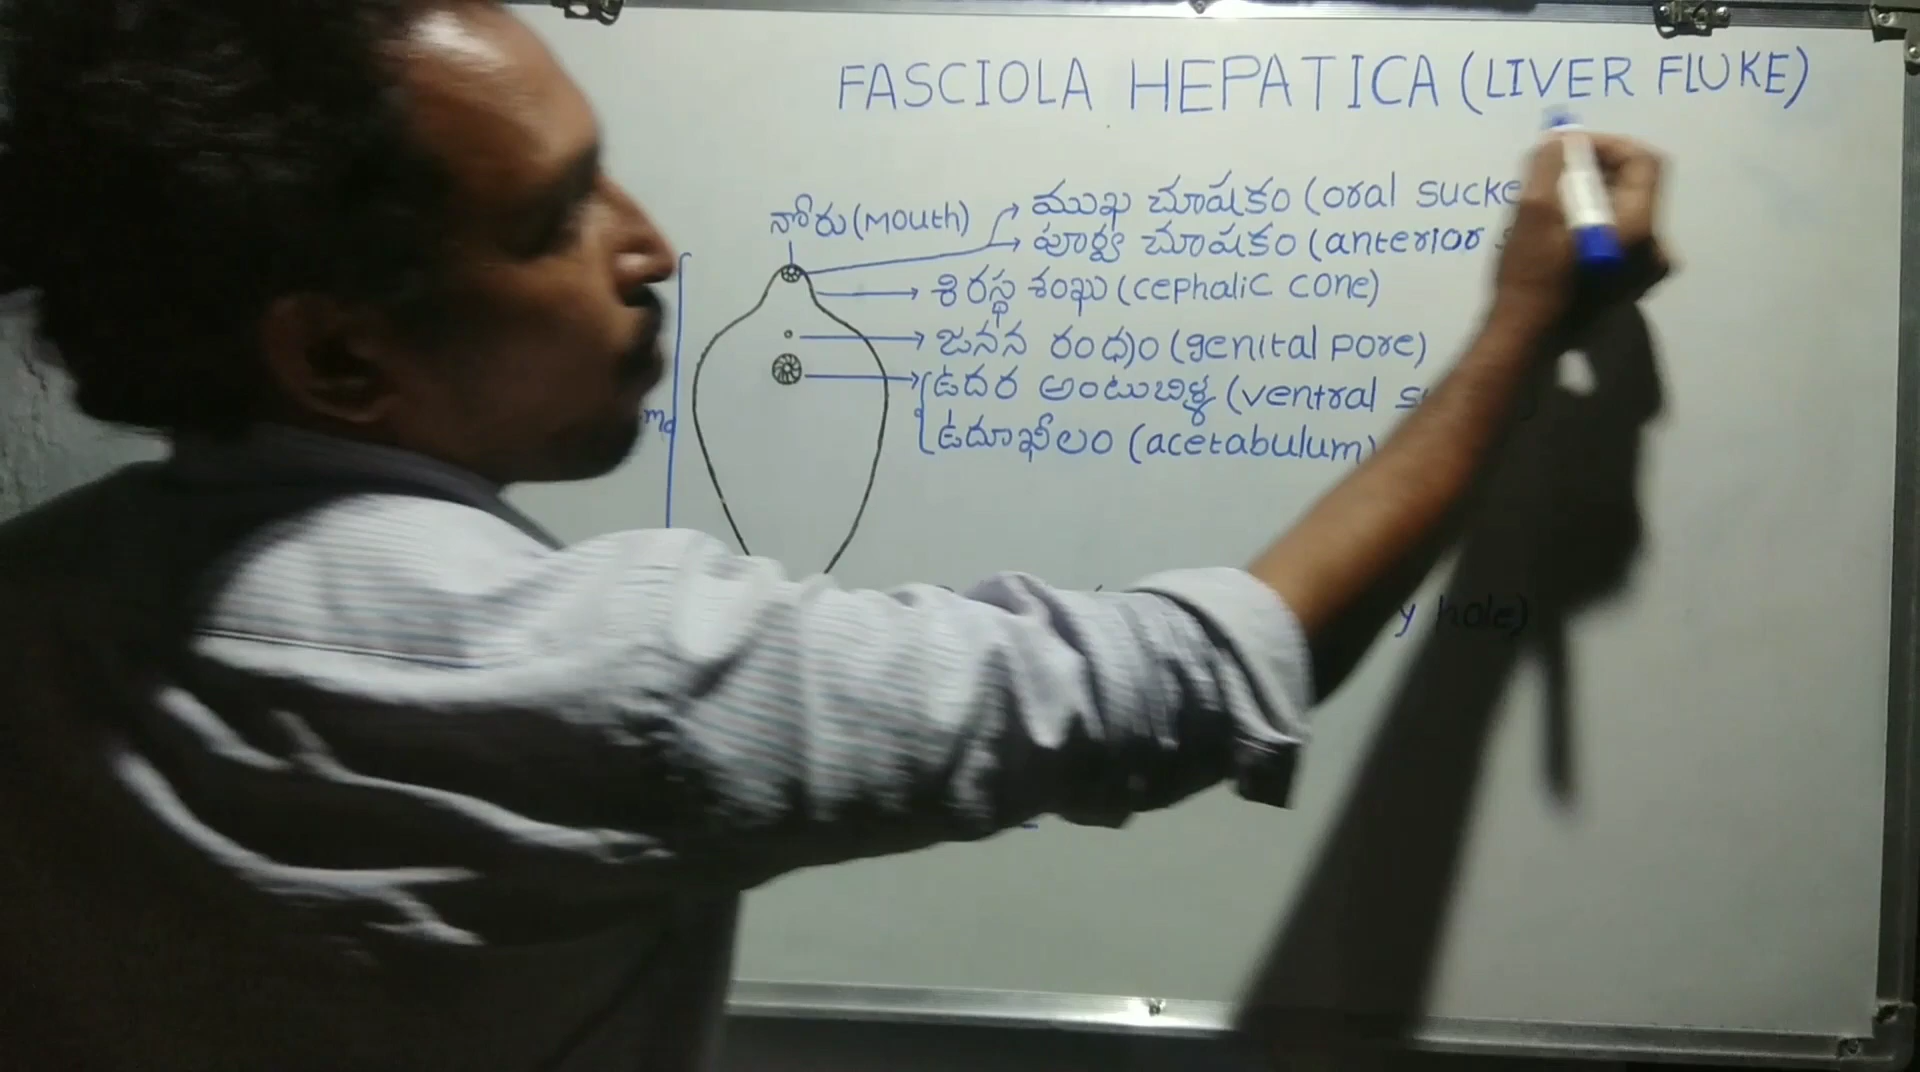 FASCIOLA HEPATICA (LIVER FLUKE)
నోరు (mouth)
ముఖ చూషకం (oral
పూర్వ చూషకం (anterior
శిరస్థ శంఖు (cephalic cone)
జనన రంధ్రం (genital pore)
ఉదర అంటుబిళ్ళ (ventral
ఉదూఖలం (acetabulum)
hole)